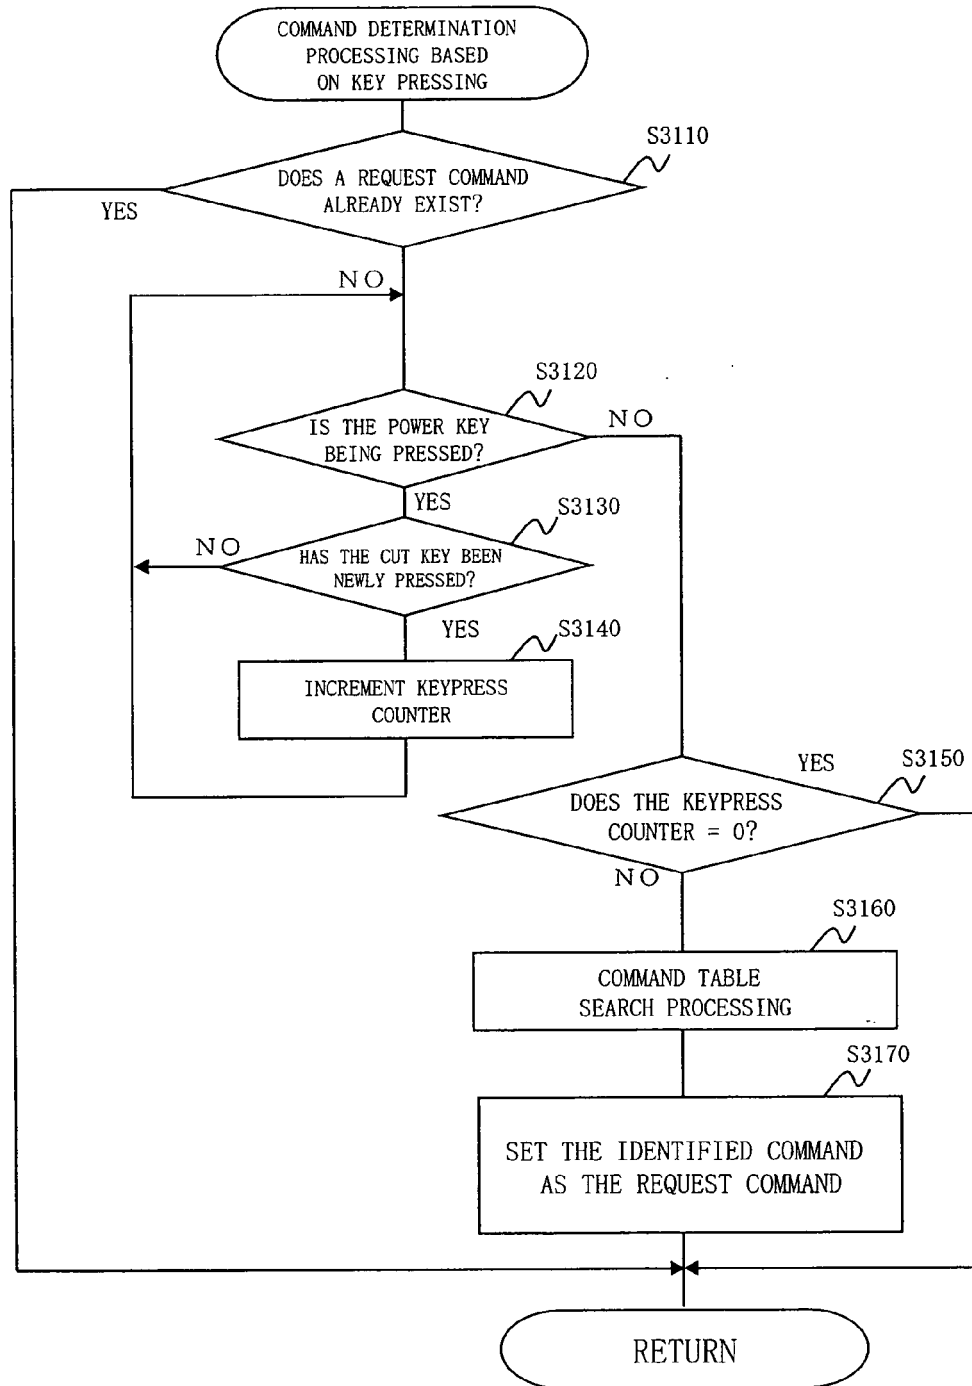 COMMAND DETERMINATION
PROCESSING BASED
ON KEY PRESSING
S3110
DOES A REQUEST COMMAND
ALREADY EXIST?
YES
NO
S3120
IS THE POWER KEY
BEING PRESSED?
NO
YES
S3130
HAS THE CUT KEY BEEN
NEWLY PRESSED?
NO
YES
S3140
INCREMENT KEYPRESS
COUNTER
YES
S3150
DOES THE KEYPRESS
COUNTER = 0?
NO
S3160
COMMAND TABLE
SEARCH PROCESSING
S3170
SET THE IDENTIFIED COMMAND
AS THE REQUEST COMMAND
RETURN